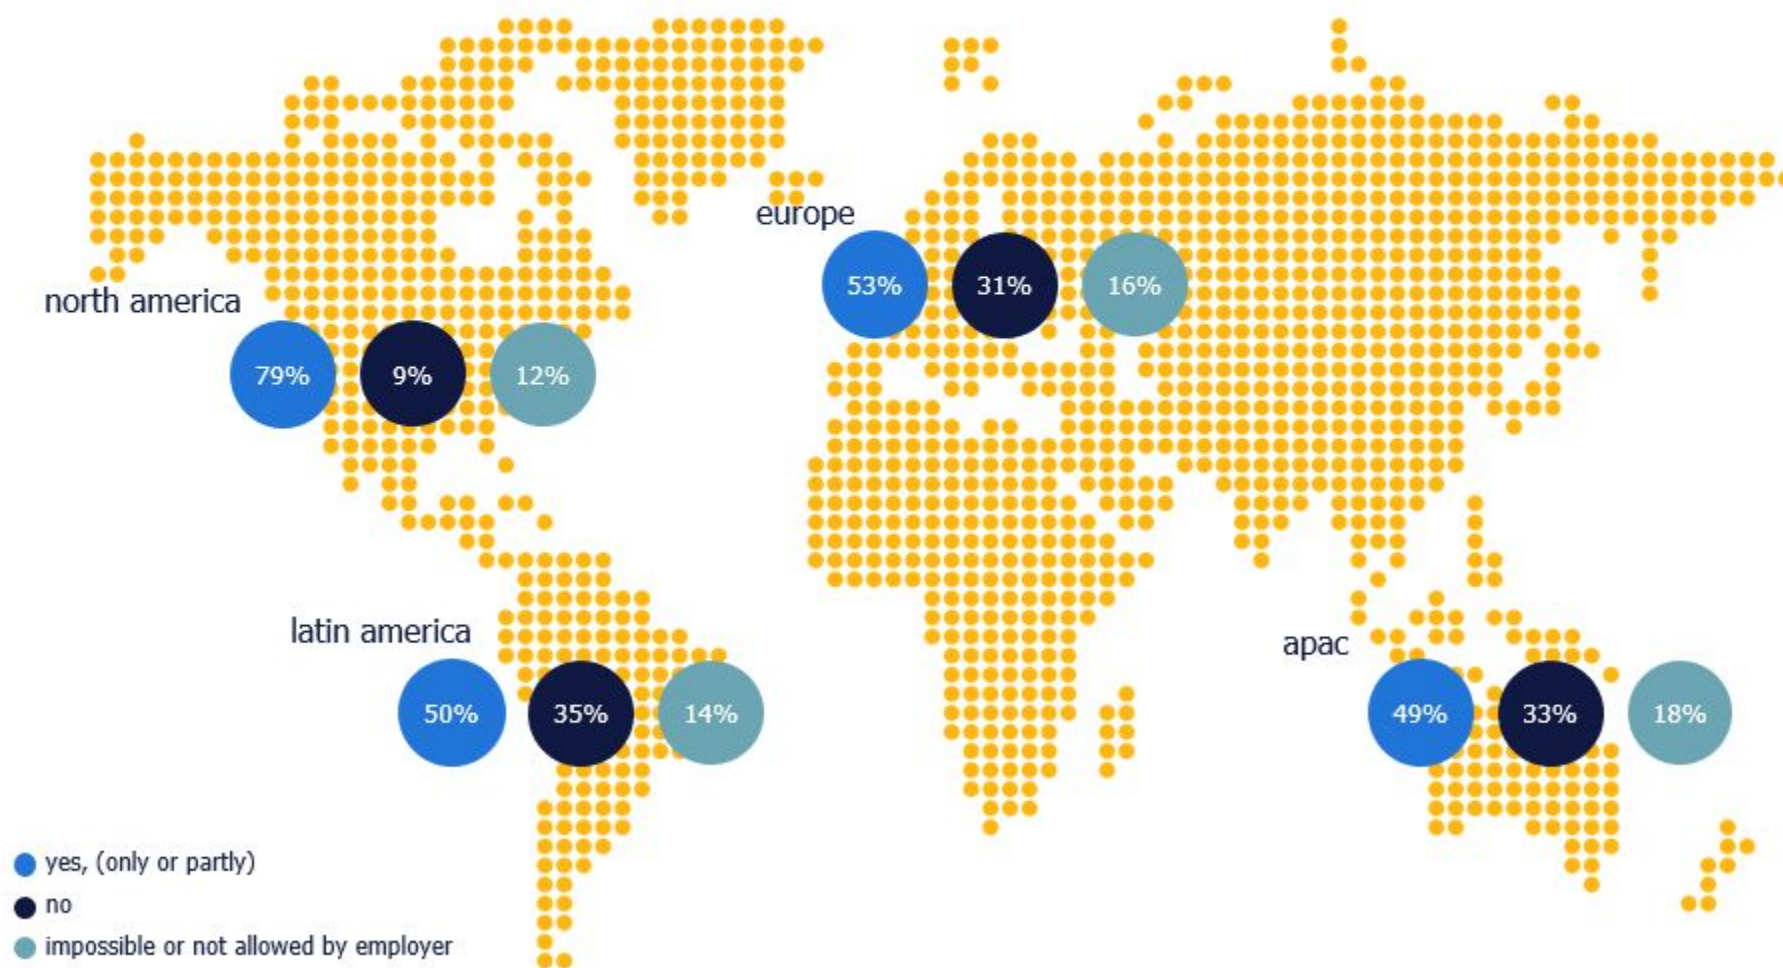 europe
53% 31% 16%
north america
79% 9% 12%
latin america
50% 35% 14%
apac
49% 33% 18%
yes, (only or partly)
no
impossible or not allowed by employer